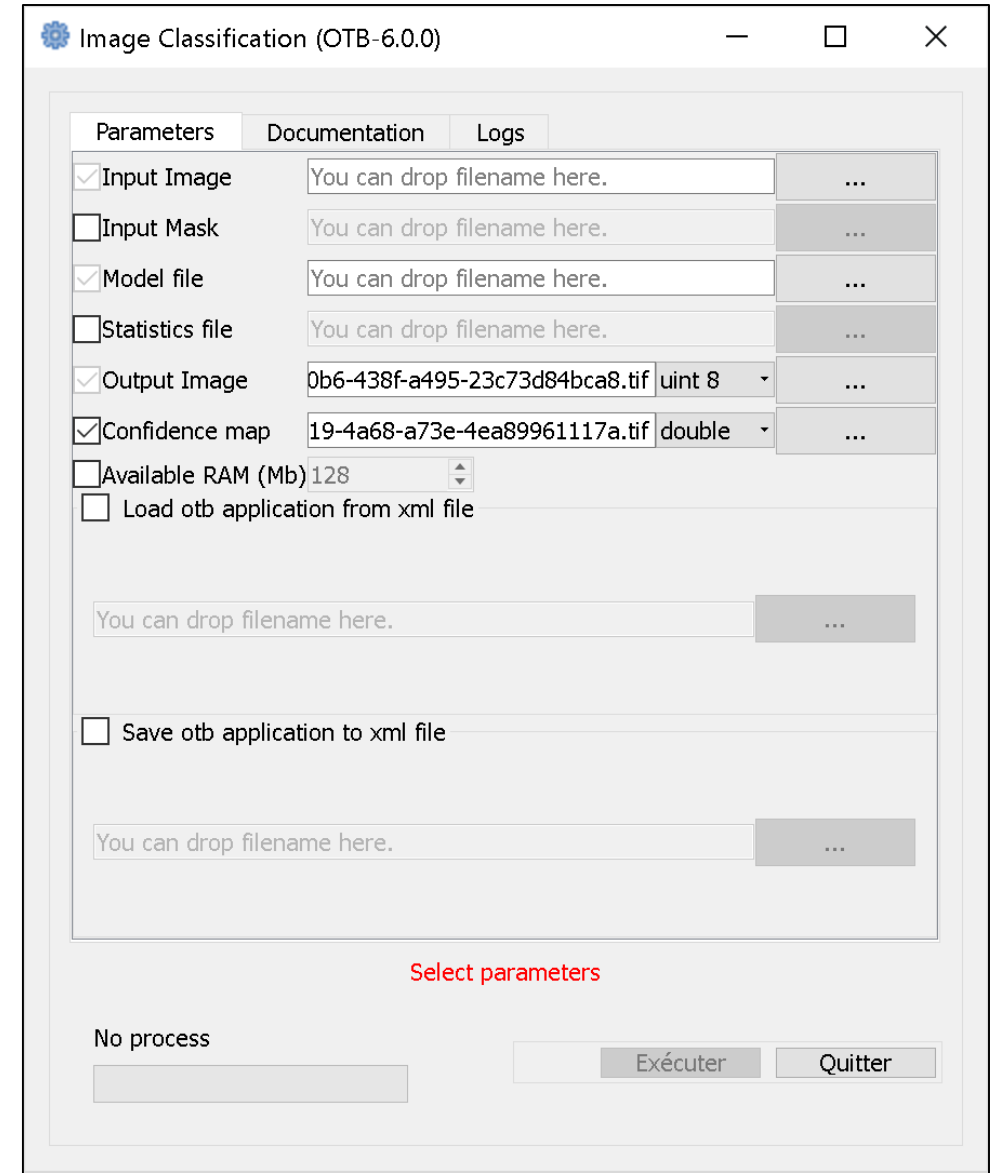 Image Classification (OTB-6.0.0)
Parameters Documentation Logs
Input Image You can drop filename here. ...
Input Mask You can drop filename here. ...
Model file You can drop filename here. ...
Statistics file You can drop filename here. ...
Output Image 0b6-438f-a495-23c73d84bca8.tif uint 8 ...
Confidence map 19-4a68-a73e-4ea89961117a.tif double ...
Available RAM (Mb) 128
Load otb application from xml file
You can drop filename here. ...
Save otb application to xml file
You can drop filename here. ...
Select parameters
No process
Exécuter Quitter